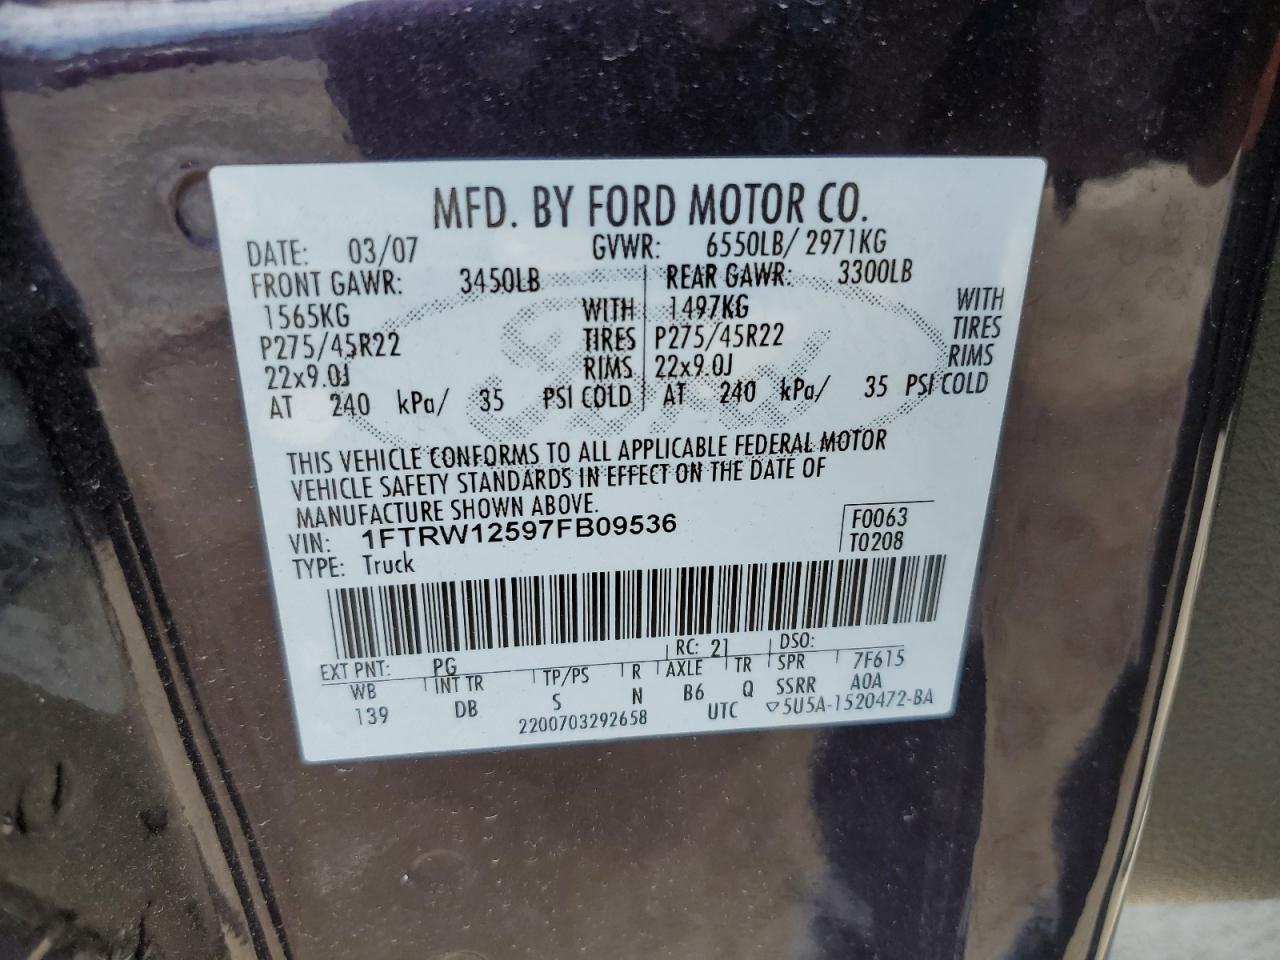 MFD. BY FORD MOTOR CO.
DATE: 03/07 GVWR: 6550LB/ 2971KG
FRONT GAWR: 3450LB REAR GAWR: 3300LB
1565KG WITH 1497KG WITH
P275/45R22 TIRES P275/45R22 TIRES
22x9.0J RIMS 22x9.0J RIMS
AT 240 kPa/ 35 PSI COLD AT 240 kPa/ 35 PSI COLD
THIS VEHICLE CONFORMS TO ALL APPLICABLE FEDERAL MOTOR
VEHICLE SAFETY STANDARDS IN EFFECT ON THE DATE OF
MANUFACTURE SHOWN ABOVE.
VIN: 1FTRW12597FB09536 F0063
TYPE: Truck T0208
EXT PNT: PG RC: 21 DSO:
WB INT TR TP/PS R AXLE TR SPR 7F615
139 DB S N B6 Q SSRR A0A
2200703292658 UTC ▽5U5A-1520472-BA